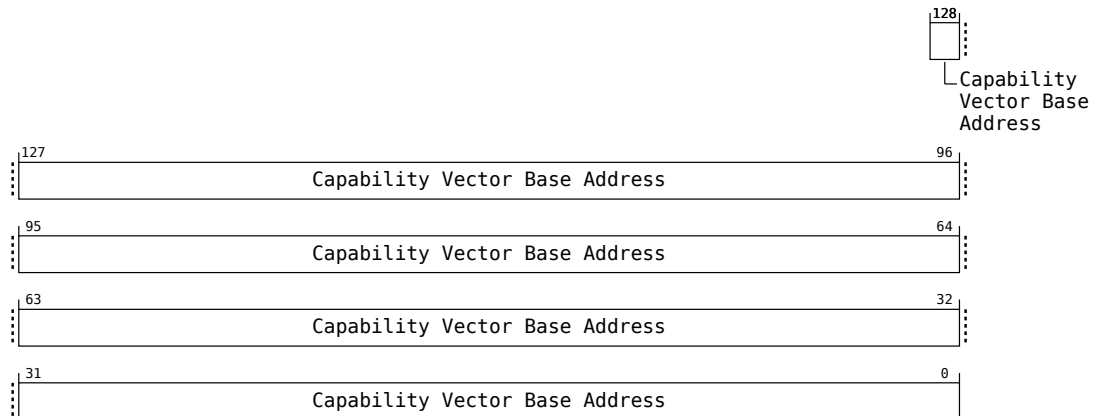 128
Capability
Vector Base
Address
127 96
Capability Vector Base Address
95 64
Capability Vector Base Address
63 32
Capability Vector Base Address
31 0
Capability Vector Base Address